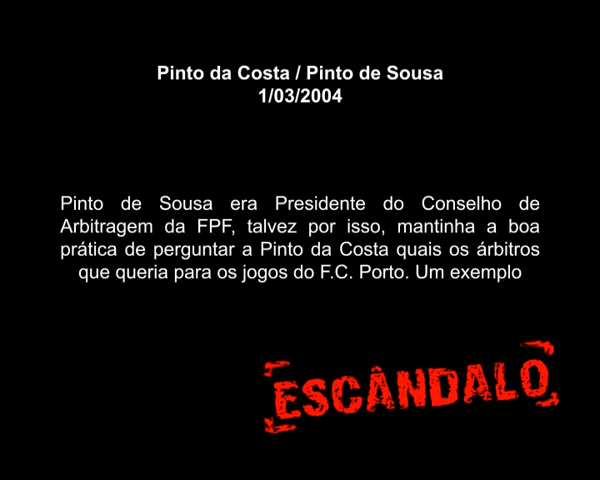 Pinto da Costa / Pinto de Sousa
1/03/2004
Pinto de Sousa era Presidente do Conselho de
Arbitragem da FPF, talvez por isso, mantinha a boa
prática de perguntar a Pinto da Costa quais os árbitros
que queria para os jogos do F.C. Porto. Um exemplo
ESCÂNDALO